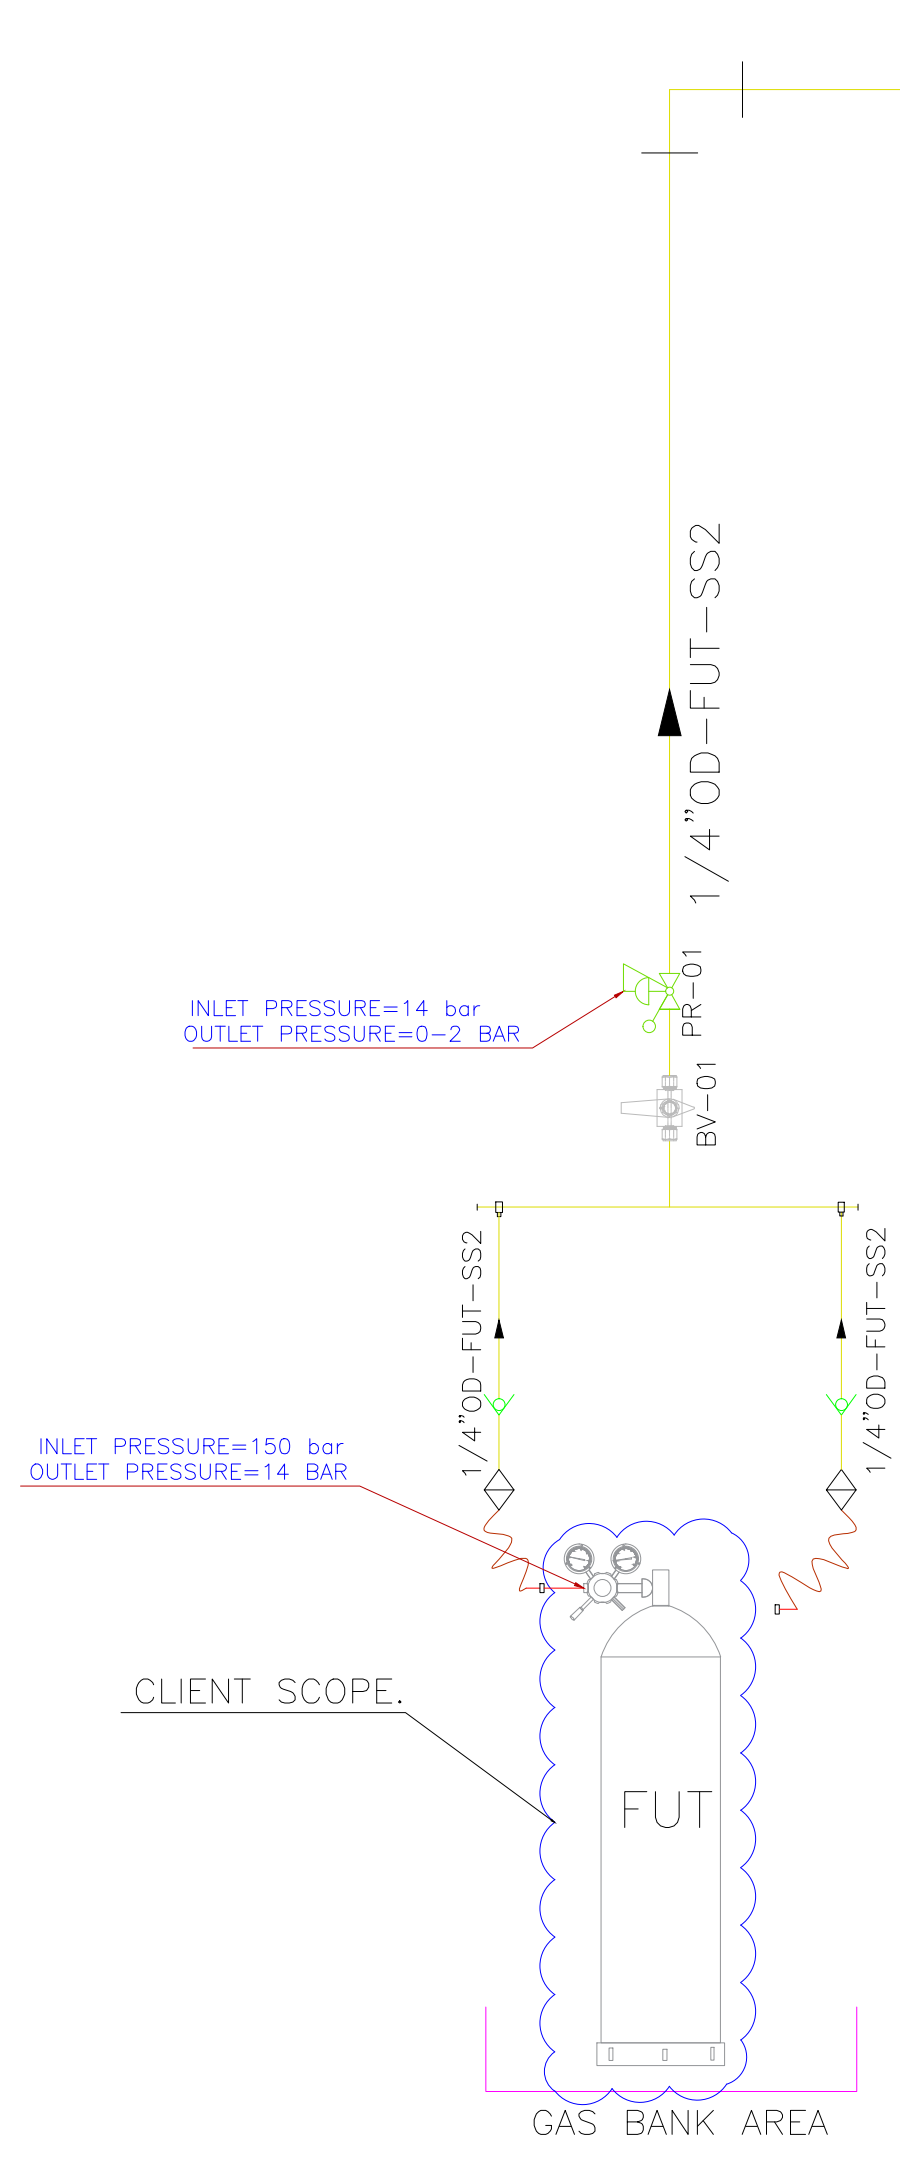 1/4"OD-FUT-SS2
PR-01
INLET PRESSURE=14 bar
OUTLET PRESSURE=0-2 BAR
BV-01
1/4"OD-FUT-SS2
1/4"OD-FUT-SS2
INLET PRESSURE=150 bar
OUTLET PRESSURE=14 BAR
CLIENT SCOPE.
FUT
GAS BANK AREA